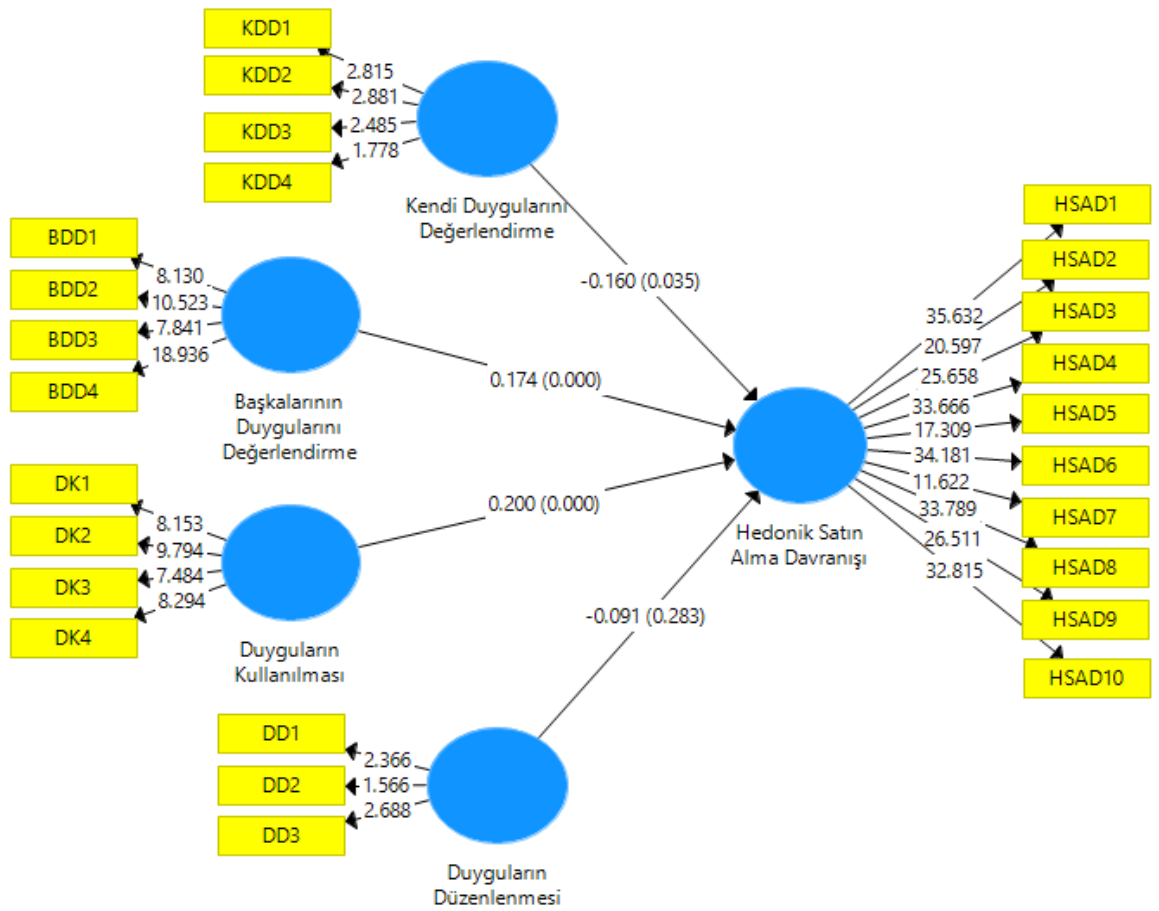 KDD1
KDD2
KDD3
KDD4
2.815
2.881
2.485
1.778
Kendi Duygularını
Değerlendirme
-0.160 (0.035)
BDD1
BDD2
BDD3
BDD4
8.130
10.523
7.841
18.936
Başkalarının
Duygularını
Değerlendirme
0.174 (0.000)
DK1
DK2
DK3
DK4
8.153
9.794
7.484
8.294
Duyguların
Kullanılması
0.200 (0.000)
DD1
DD2
DD3
2.366
1.566
2.688
Duyguların
Düzenlenmesi
-0.091 (0.283)
Hedonik Satın
Alma Davranışı
35.632
20.597
25.658
33.666
17.309
34.181
11.622
33.789
26.511
32.815
HSAD1
HSAD2
HSAD3
HSAD4
HSAD5
HSAD6
HSAD7
HSAD8
HSAD9
HSAD10